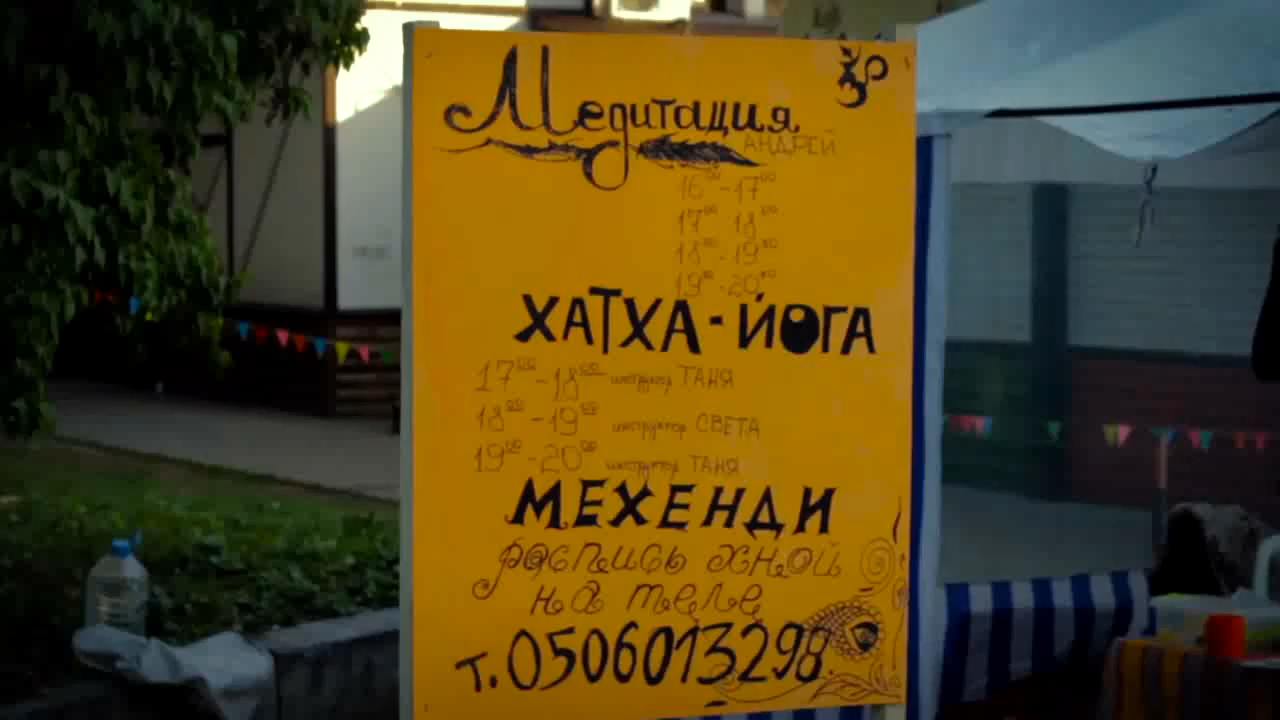 Медитация
ॐ
АНДРЕЙ
16⁰⁰-17⁰⁰
17⁰⁰-18⁰⁰
18⁰⁰-19⁰⁰
19⁰⁰-20⁰⁰
ХАТХА-ЙОГА
17⁰⁰-18⁰⁰ инструктор ТАНЯ
18⁰⁰-19⁰⁰ инструктор СВЕТА
19⁰⁰-20⁰⁰ инструктор ТАНЯ
МЕХЕНДИ
роспись хной
на теле
т.0506013298